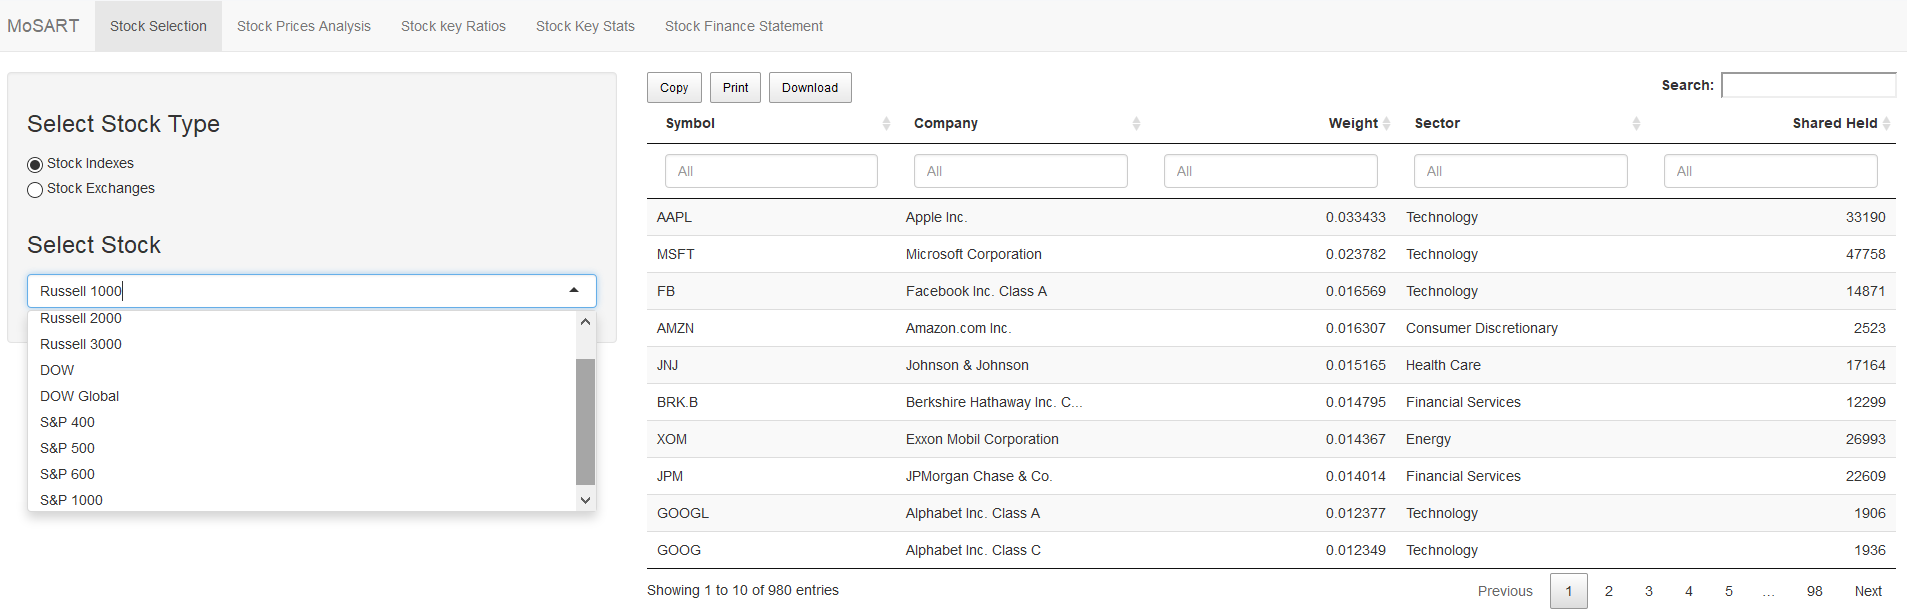 MoSART Stock Selection Stock Prices Analysis Stock key Ratios Stock Key Stats Stock Finance Statement
Select Stock Type
Stock Indexes
Stock Exchanges
Select Stock
Russell 1000
Russell 2000
Russell 3000
DOW
DOW Global
S&P 400
S&P 500
S&P 600
S&P 1000
Copy Print Download Search:
Symbol Company Weight Sector Shared Held
All All All All All
AAPL Apple Inc. 0.033433 Technology 33190
MSFT Microsoft Corporation 0.023782 Technology 47758
FB Facebook Inc. Class A 0.016569 Technology 14871
AMZN Amazon.com Inc. 0.016307 Consumer Discretionary 2523
JNJ Johnson & Johnson 0.015165 Health Care 17164
BRK.B Berkshire Hathaway Inc. C... 0.014795 Financial Services 12299
XOM Exxon Mobil Corporation 0.014367 Energy 26993
JPM JPMorgan Chase & Co. 0.014014 Financial Services 22609
GOOGL Alphabet Inc. Class A 0.012377 Technology 1906
GOOG Alphabet Inc. Class C 0.012349 Technology 1936
Showing 1 to 10 of 980 entries Previous 1 2 3 4 5 ... 98 Next